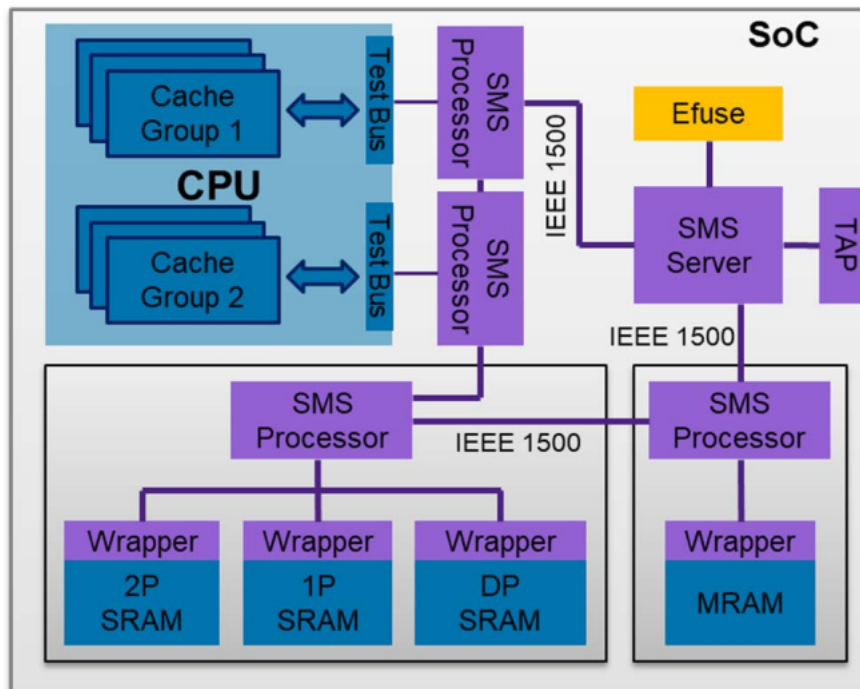 SoC
Cache
Group 1
Test Bus
SMS
Processor
IEEE 1500
Efuse
CPU
SMS
Server
TAP
Cache
Group 2
Test Bus
SMS
Processor
IEEE 1500
SMS
Processor
IEEE 1500
SMS
Processor
Wrapper
2P
SRAM
Wrapper
1P
SRAM
Wrapper
DP
SRAM
Wrapper
MRAM